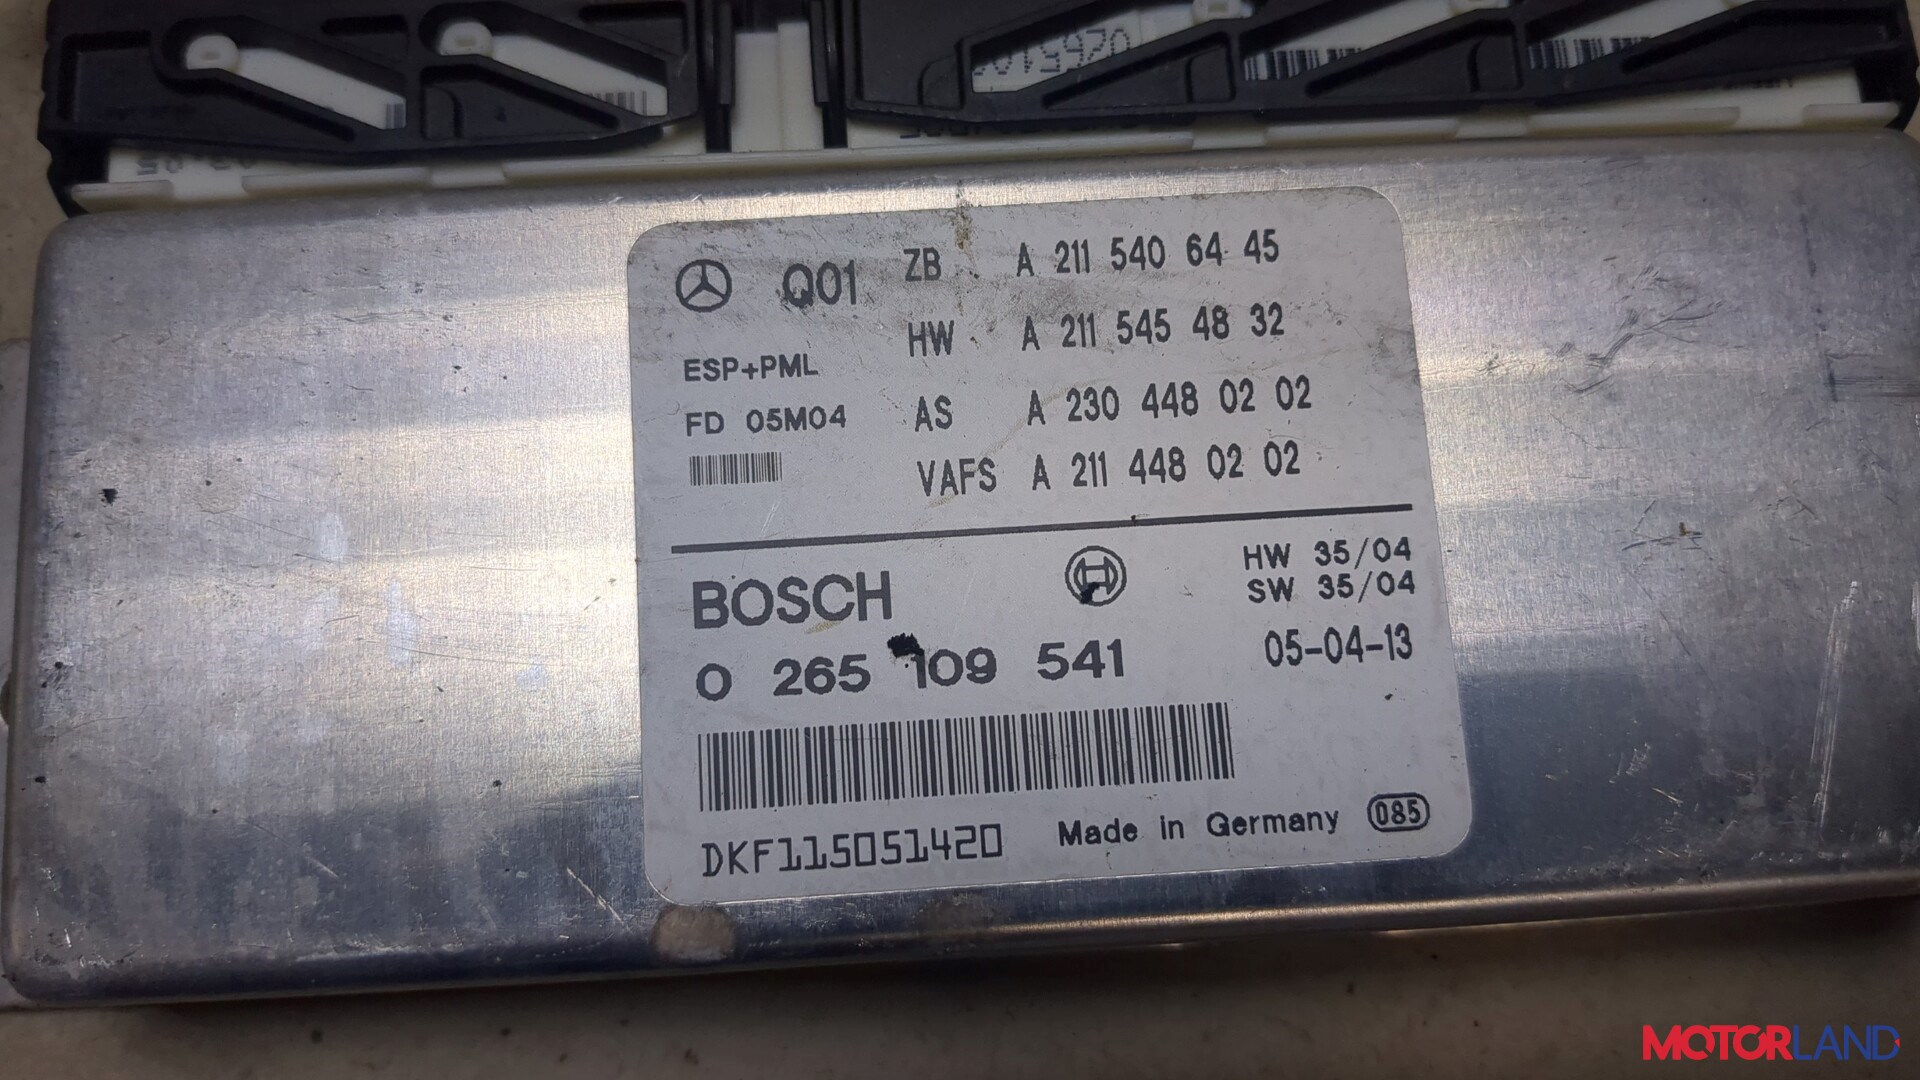 Q01
ZB A 211 540 64 45
HW A 211 545 48 32
ESP+PML
FD 05M04
AS A 230 448 02 02
VAFS A 211 448 02 02
BOSCH
HW 35/04
SW 35/04
0 265 109 541
05-04-13
DKF115051420
Made in Germany
085
MOTORLAND